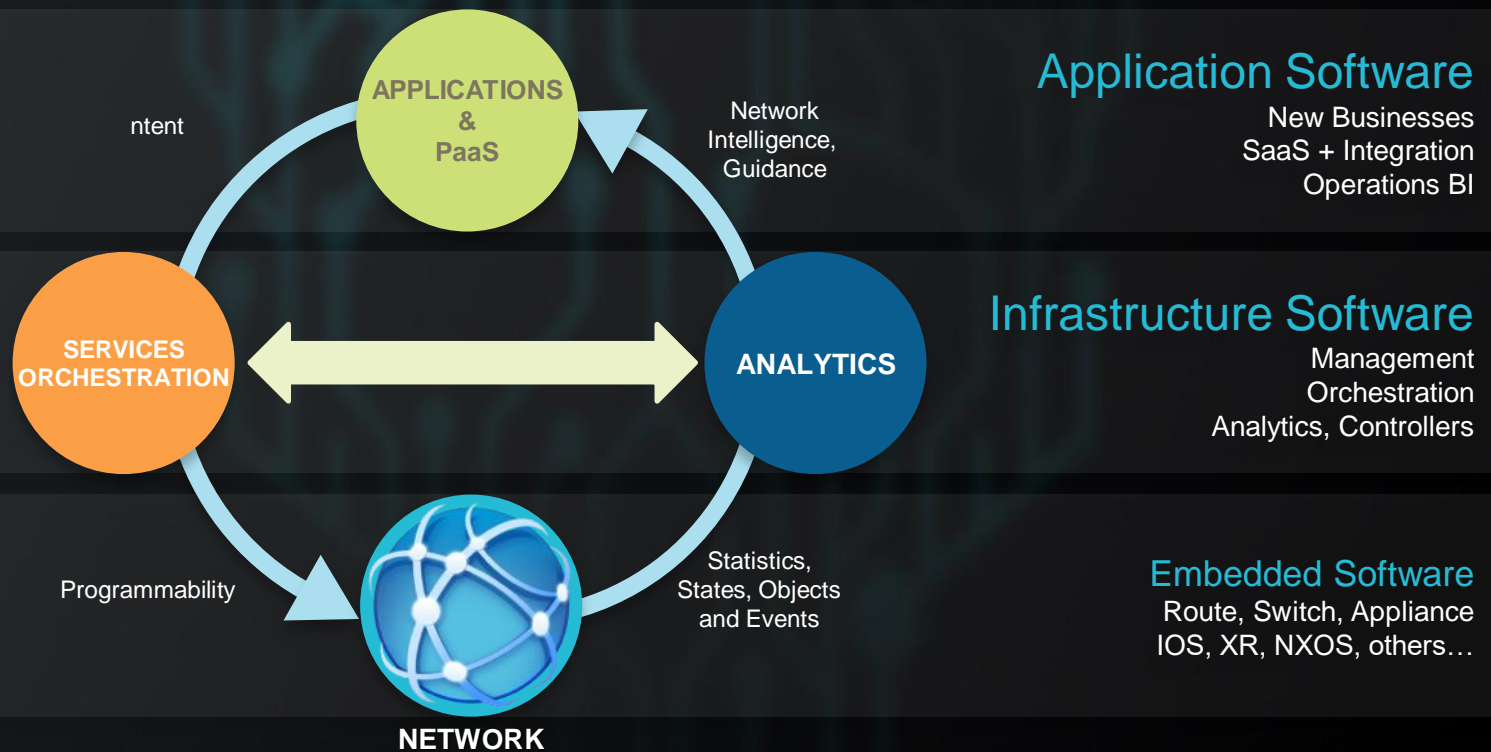 APPLICATIONS
&
PaaS
ntent
Network
Intelligence,
Guidance
Application Software
New Businesses
SaaS + Integration
Operations BI
SERVICES
ORCHESTRATION
ANALYTICS
Infrastructure Software
Management
Orchestration
Analytics, Controllers
Programmability
Statistics,
States, Objects
and Events
Embedded Software
Route, Switch, Appliance
IOS, XR, NXOS, others…
NETWORK